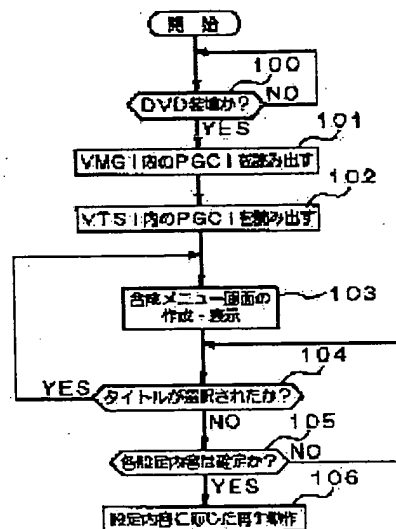 開始
100
DVD装填か?
NO
YES
101
VMGI内のPGCIを読み出す
102
VTSI内のPGCIを読み出す
合成メニュー画面の
作成・表示
103
104
YES
タイトルが選択されたか?
NO
105
各設定内容は確定か?
NO
YES
106
設定内容に応じた再生動作